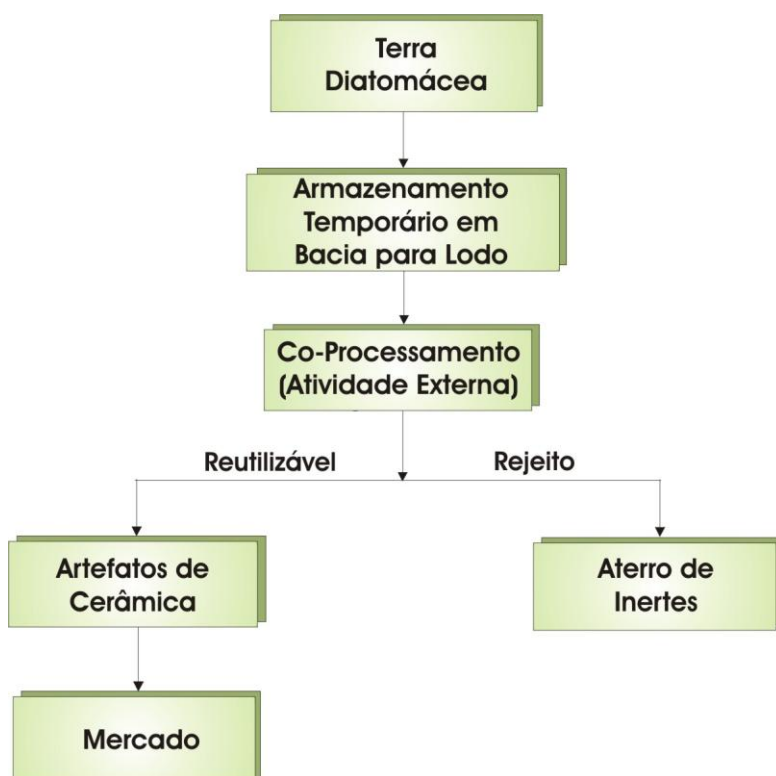 Terra
Diatomácea
Armazenamento
Temporário em
Bacia para Lodo
Co-Processamento
(Atividade Externa)
Reutilizável
Rejeito
Artefatos de
Cerâmica
Aterro de
Inertes
Mercado